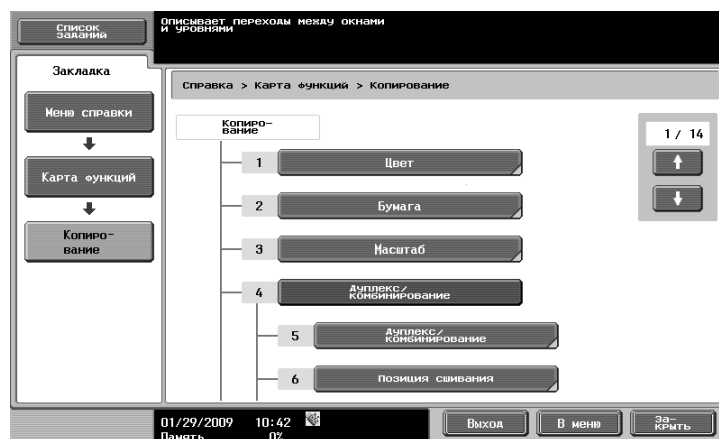 Список
заданий
Описывает переходы между окнами
и уровнями
Закладка
Меню справки
Карта функций
Копиро-
вание
Справка > Карта функций > Копирование
Копиро-
вание
1 / 14
1 Цвет
2 Бумага
3 Масштаб
4 Дуплекс/
комбинирование
5 Дуплекс/
комбинирование
6 Позиция сшивания
01/29/2009 10:42
Память 0%
Выход
В меню
За-
крыть